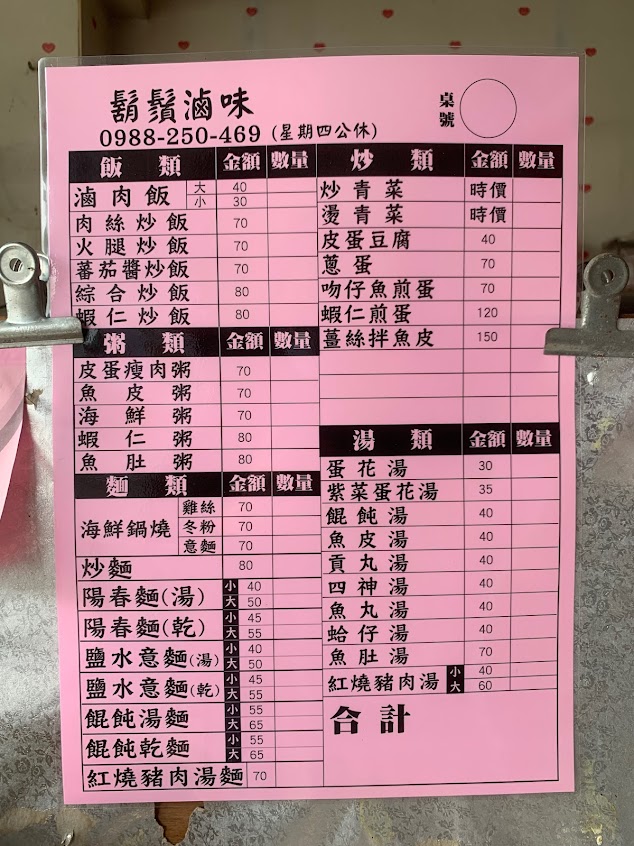 鬍鬚滷味
0988-250-469 (星期四公休)
桌號
飯類 金額 數量
滷肉飯 大 40
小 30
肉絲炒飯 70
火腿炒飯 70
蕃茄醬炒飯 70
綜合炒飯 80
蝦仁炒飯 80
粥類 金額 數量
皮蛋瘦肉粥 70
魚皮粥 70
海鮮粥 70
蝦仁粥 80
魚肚粥 80
麵類 金額 數量
海鮮鍋燒 雞絲 70
冬粉 70
意麵 70
炒麵 80
陽春麵(湯) 小 40
大 50
陽春麵(乾) 小 45
大 55
鹽水意麵(湯) 小 40
大 50
鹽水意麵(乾) 小 45
大 55
餛飩湯麵 小 55
大 65
餛飩乾麵 小 55
大 65
紅燒豬肉湯麵 70
炒類 金額 數量
炒青菜 時價
燙青菜 時價
皮蛋豆腐 40
蔥蛋 70
吻仔魚煎蛋 70
蝦仁煎蛋 120
薑絲拌魚皮 150
湯類 金額 數量
蛋花湯 30
紫菜蛋花湯 35
餛飩湯 40
魚皮湯 40
貢丸湯 40
四神湯 40
魚丸湯 40
蛤仔湯 40
魚肚湯 70
紅燒豬肉湯 小 40
大 60
合計